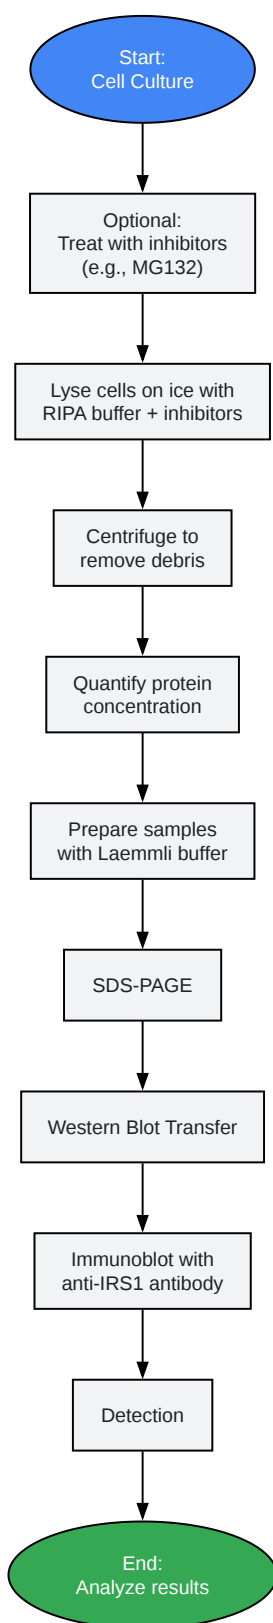 Start:
Cell Culture
Optional:
Treat with inhibitors
(e.g., MG132)
Lyse cells on ice with
RIPA buffer + inhibitors
Centrifuge to
remove debris
Quantify protein
concentration
Prepare samples
with Laemmli buffer
SDS-PAGE
Western Blot Transfer
Immunoblot with
anti-IRS1 antibody
Detection
End:
Analyze results